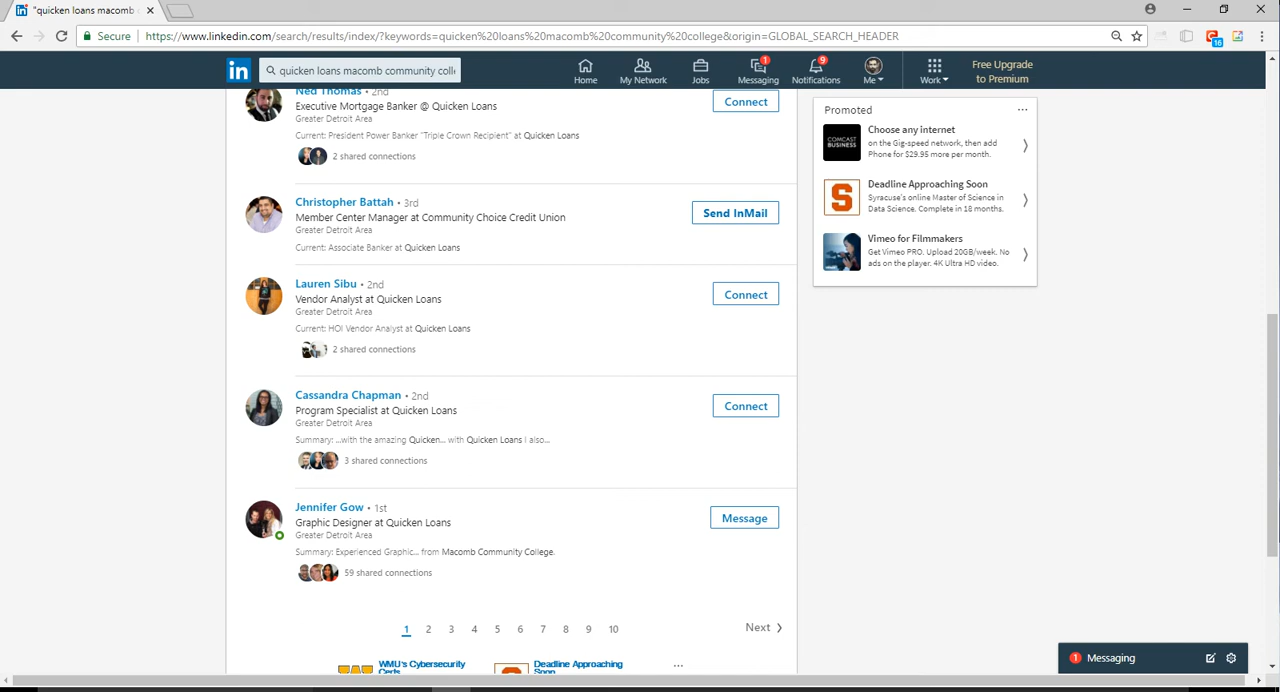 "quicken loans macomb
Secure
https://www.linkedin.com/search/results/index/?keywords=quicken%20loans%20macomb%20community%20college&origin=GLOBAL_SEARCH_HEADER
16
in
quicken loans macomb community coll
Home
My Network
Jobs
1
Messaging
9
Notifications
Me
Work
Free Upgrade
to Premium
Ned Thomas • 2nd
Executive Mortgage Banker @ Quicken Loans
Greater Detroit Area
Current: President Power Banker "Triple Crown Recipient" at Quicken Loans
2 shared connections
Connect
Christopher Battah • 3rd
Member Center Manager at Community Choice Credit Union
Greater Detroit Area
Current: Associate Banker at Quicken Loans
Send InMail
Lauren Sibu • 2nd
Vendor Analyst at Quicken Loans
Greater Detroit Area
Current: HOI Vendor Analyst at Quicken Loans
2 shared connections
Connect
Cassandra Chapman • 2nd
Program Specialist at Quicken Loans
Greater Detroit Area
Summary: ...with the amazing Quicken... with Quicken Loans I also...
3 shared connections
Connect
Jennifer Gow • 1st
Graphic Designer at Quicken Loans
Greater Detroit Area
Summary: Experienced Graphic... from Macomb Community College.
59 shared connections
Message
1 2 3 4 5 6 7 8 9 10
Next
WMU's Cybersecurity
Certs
Deadline Approaching
Soon
...
Promoted
...
COMCAST
BUSINESS
Choose any internet
on the Gig-speed network, then add
Phone for $29.95 more per month.
S
Deadline Approaching Soon
Syracuse's online Master of Science in
Data Science. Complete in 18 months.
Vimeo for Filmmakers
Get Vimeo PRO. Upload 20GB/week. No
ads on the player. 4K Ultra HD video.
1 Messaging